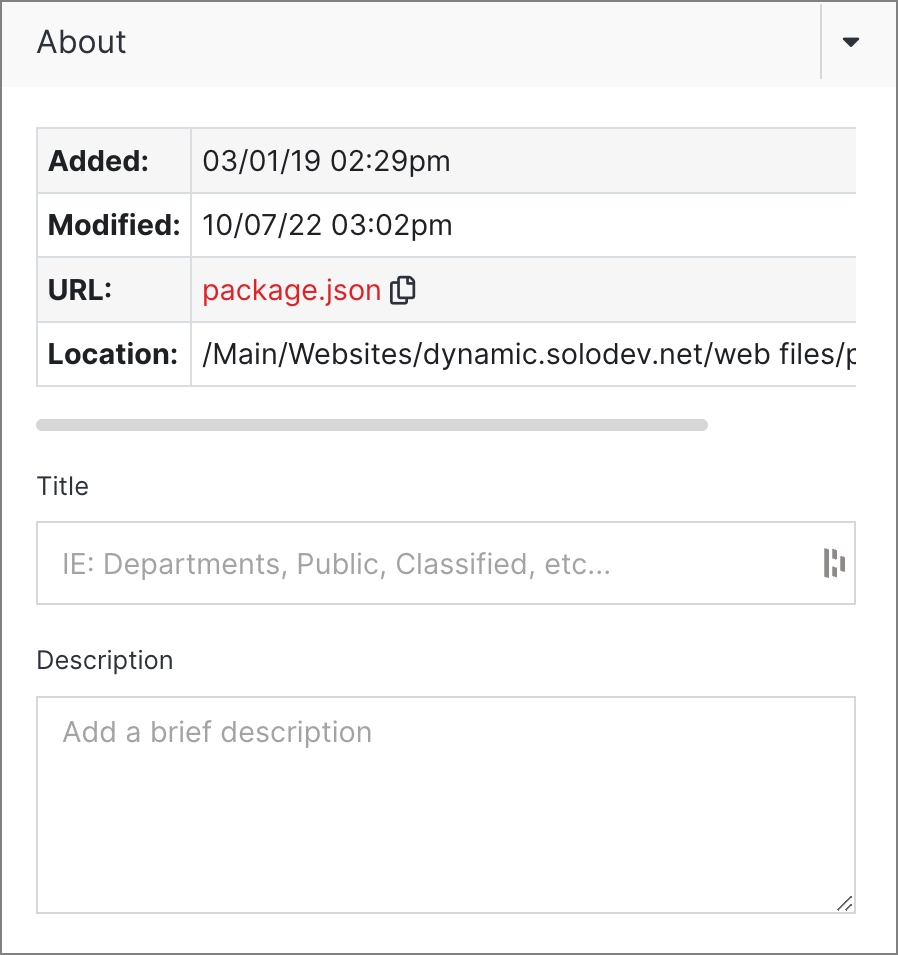 About
Added: 03/01/19 02:29pm
Modified: 10/07/22 03:02pm
URL: package.json
Location: /Main/Websites/dynamic.solodev.net/web files/p
Title
IE: Departments, Public, Classified, etc...
Description
Add a brief description